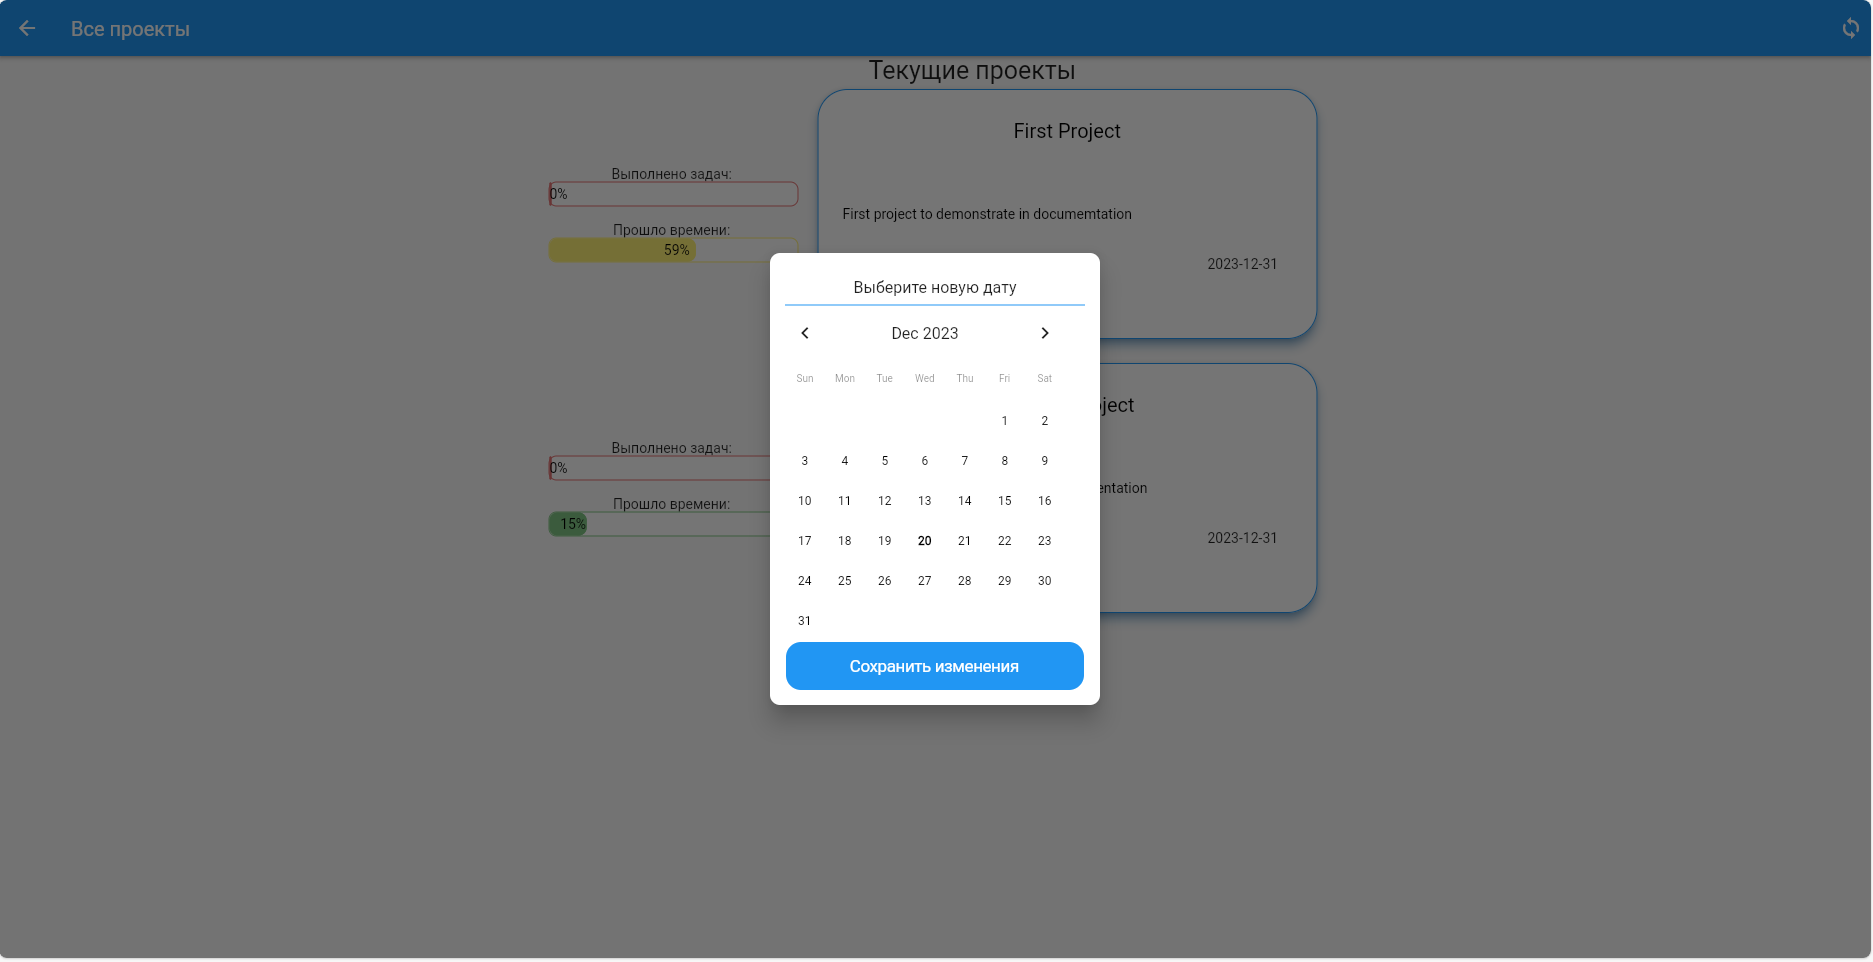 Все проекты
Текущие проекты
First Project
Выполнено задач:
0%
First project to demonstrate in documemtation
Прошло времени:
59%
2023-12-31
Выберите новую дату
Dec 2023
Sun Mon Tue Wed Thu Fri Sat
1 2
3 4 5 6 7 8 9
10 11 12 13 14 15 16
17 18 19 20 21 22 23
24 25 26 27 28 29 30
31
Сохранить изменения
Выполнено задач:
0%
Прошло времени:
15%
2023-12-31